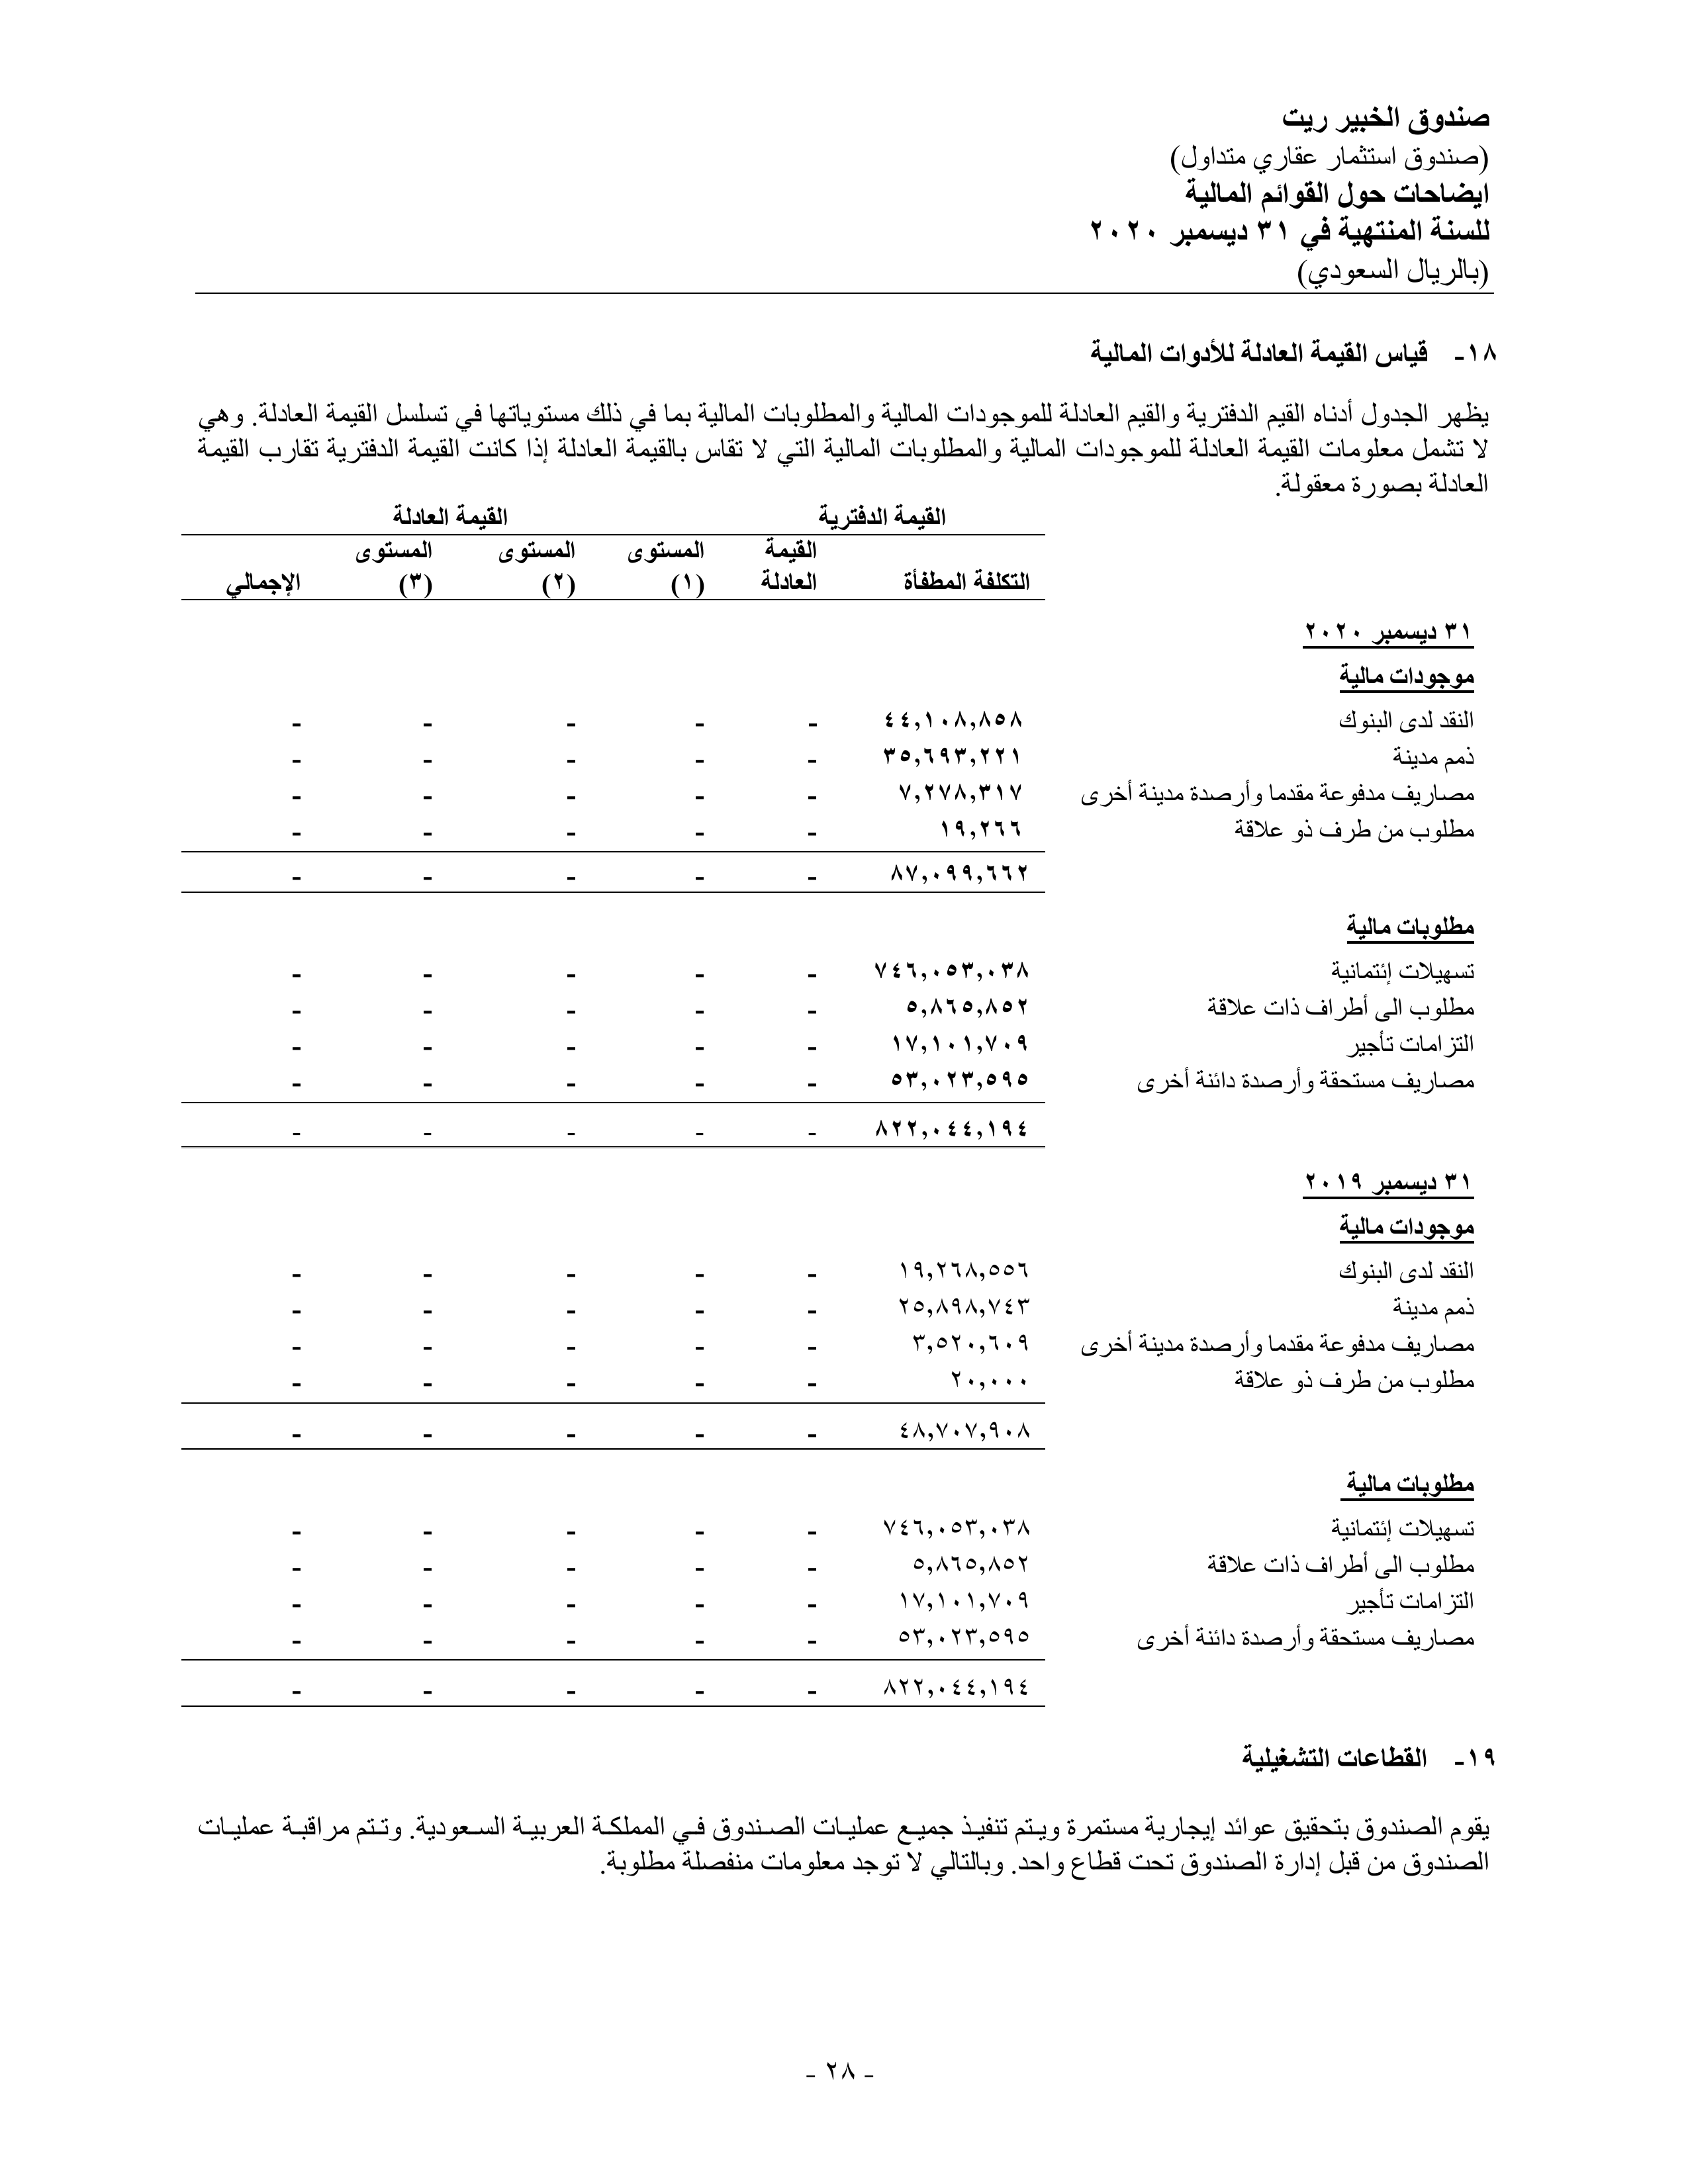 صندوق الخبير ريت
(صندوق استثمار عقاري متداول)
ايضاحات حول القوائم المالية
للسنة المنتهية في ٣١ ديسمبر ٢٠٢٠
(بالريال السعودي)
١٨- قياس القيمة العادلة للأدوات المالية
يظهر الجدول أدناه القيم الدفترية والقيم العادلة للموجودات المالية والمطلوبات المالية بما في ذلك مستوياتها في تسلسل القيمة العادلة. وهي
لا تشمل معلومات القيمة العادلة للموجودات المالية والمطلوبات المالية التي لا تقاس بالقيمة العادلة إذا كانت القيمة الدفترية تقارب القيمة
العادلة بصورة معقولة.
القيمة الدفترية القيمة العادلة
القيمة المستوى المستوى المستوى
التكلفة المطفأة العادلة (١) (٢) (٣) الإجمالي
٣١ ديسمبر ٢٠٢٠
موجودات مالية
النقد لدى البنوك ٤٤,١٠٨,٨٥٨ - - - - -
ذمم مدينة ٣٥,٦٩٣,٢٢١ - - - - -
مصاريف مدفوعة مقدما وأرصدة مدينة أخرى ٧,٢٧٨,٣١٧ - - - - -
مطلوب من طرف ذو علاقة ١٩,٢٦٦ - - - - -
٨٧,٠٩٩,٦٦٢ - - - - -
مطلوبات مالية
تسهيلات إئتمانية ٧٤٦,٠٥٣,٠٣٨ - - - - -
مطلوب الى أطراف ذات علاقة ٥,٨٦٥,٨٥٢ - - - - -
التزامات تأجير ١٧,١٠١,٧٠٩ - - - - -
مصاريف مستحقة وأرصدة دائنة أخرى ٥٣,٠٢٣,٥٩٥ - - - - -
٨٢٢,٠٤٤,١٩٤ - - - - -
٣١ ديسمبر ٢٠١٩
موجودات مالية
النقد لدى البنوك ١٩,٢٦٨,٥٥٦ - - - - -
ذمم مدينة ٢٥,٨٩٨,٧٤٣ - - - - -
مصاريف مدفوعة مقدما وأرصدة مدينة أخرى ٣,٥٢٠,٦٠٩ - - - - -
مطلوب من طرف ذو علاقة ٢٠,٠٠٠ - - - - -
٤٨,٧٠٧,٩٠٨ - - - - -
مطلوبات مالية
تسهيلات إئتمانية ٧٤٦,٠٥٣,٠٣٨ - - - - -
مطلوب الى أطراف ذات علاقة ٥,٨٦٥,٨٥٢ - - - - -
التزامات تأجير ١٧,١٠١,٧٠٩ - - - - -
مصاريف مستحقة وأرصدة دائنة أخرى ٥٣,٠٢٣,٥٩٥ - - - - -
٨٢٢,٠٤٤,١٩٤ - - - - -
١٩- القطاعات التشغيلية
يقوم الصندوق بتحقيق عوائد إيجارية مستمرة ويتم تنفيذ جميع عمليات الصندوق في المملكة العربية السعودية. وتتم مراقبة عمليات
الصندوق من قبل إدارة الصندوق تحت قطاع واحد. وبالتالي لا توجد معلومات منفصلة مطلوبة.
- ٢٨ -